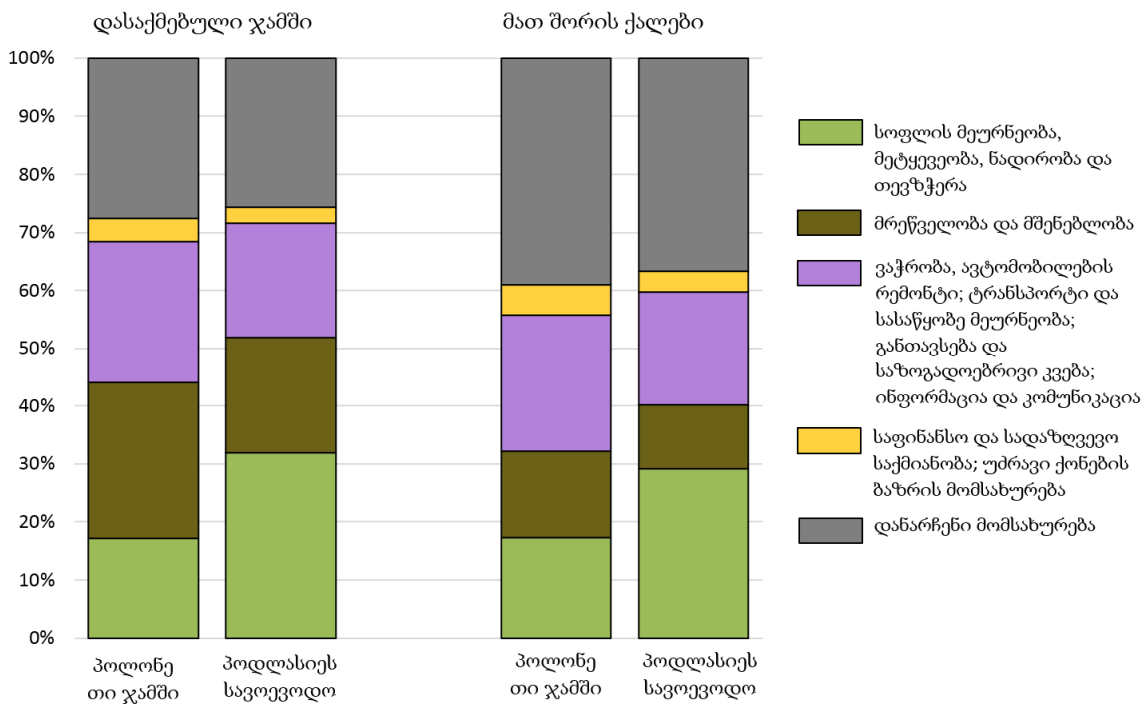 დასაქმებული ჯამში
მათ შორის ქალები
100%
90%
80%
70%
60%
50%
40%
30%
20%
10%
0%
პოლონე
თი ჯამში
პოდლასიეს
სავოევოდო
პოლონე
თი ჯამში
პოდლასიეს
სავოევოდო
სოფლის მეურნეობა,
მეტყევეობა, ნადირობა და
თევზჭერა
მრეწველობა და მშენებლობა
ვაჭრობა, ავტომობილების
რემონტი; ტრანსპორტი და
სასაწყობე მეურნეობა;
განთავსება და
საზოგადოებრივი კვება;
ინფორმაცია და კომუნიკაცია
საფინანსო და სადაზღვევო
საქმიანობა; უძრავი ქონების
ბაზრის მომსახურება
დანარჩენი მომსახურება